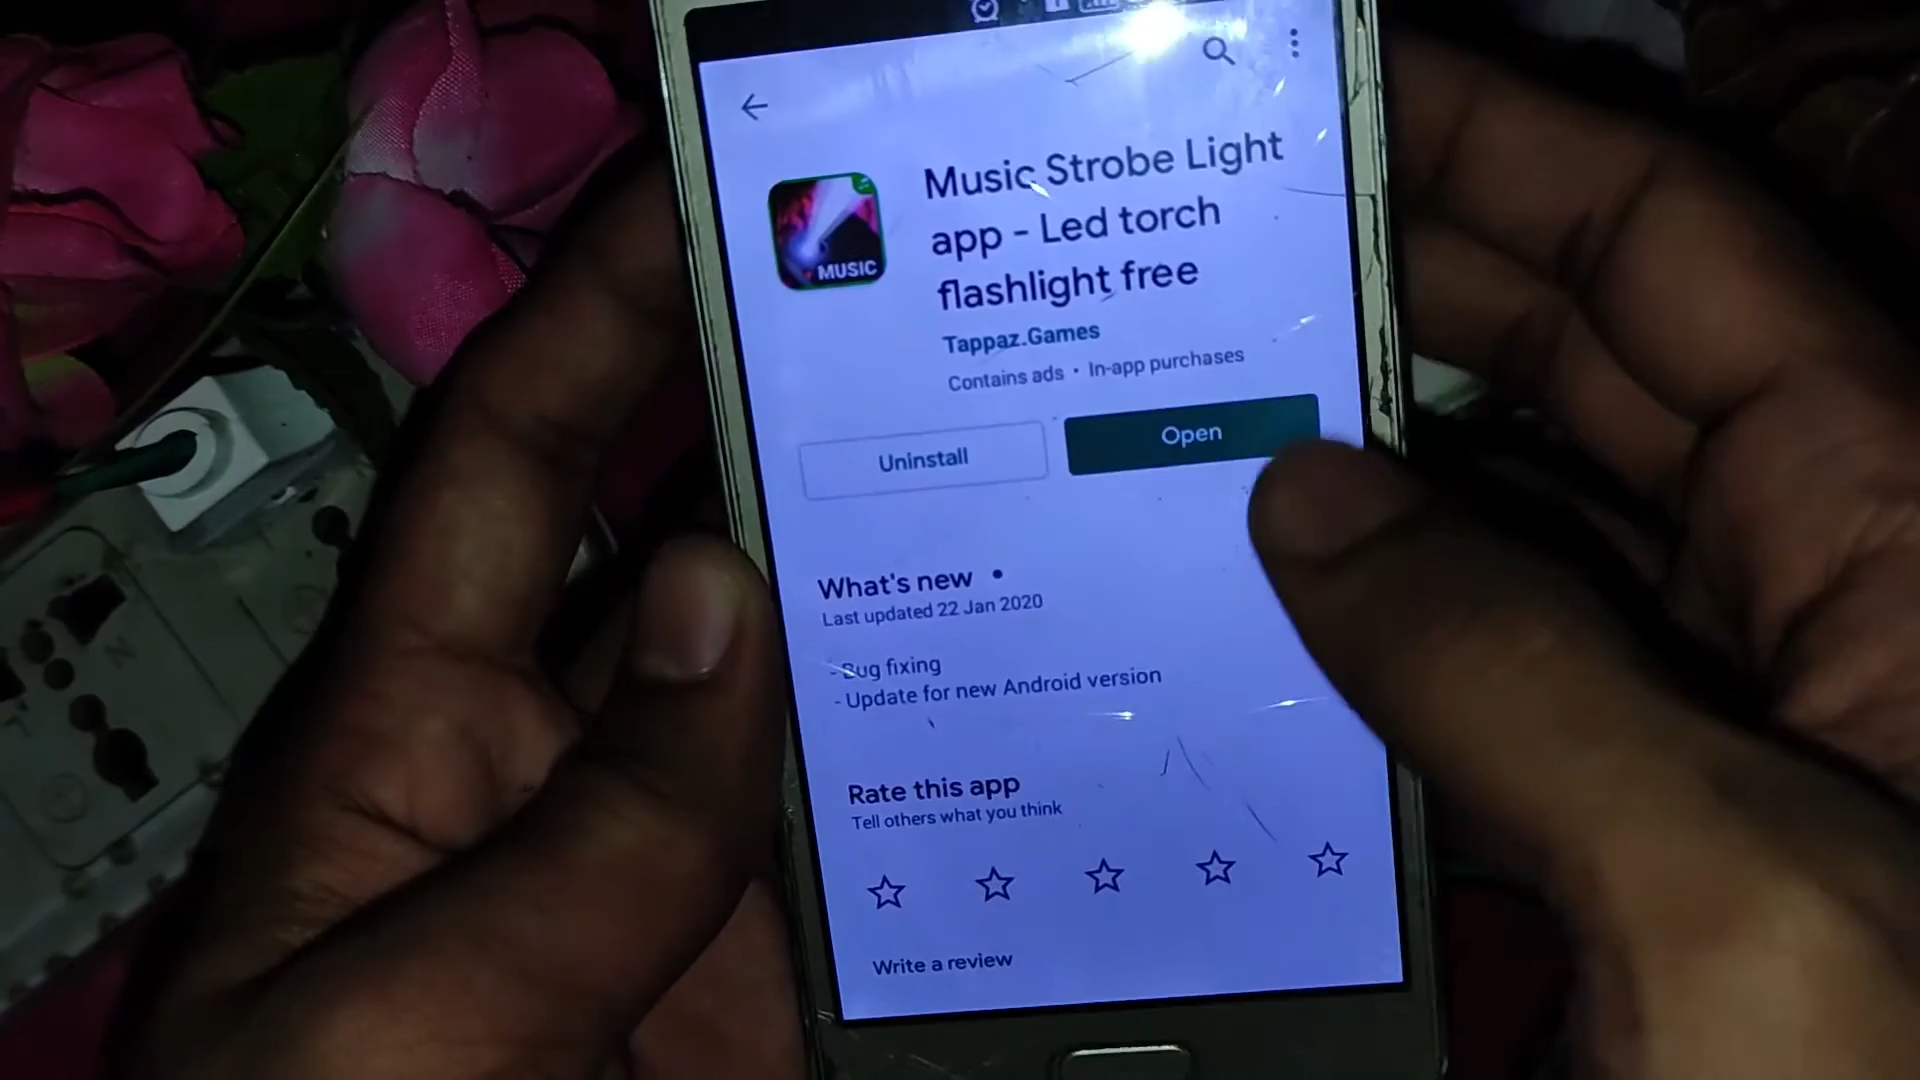 Music Strobe Light
app - Led torch
flashlight free
MUSIC
Tappaz.Games
Contains ads • In-app purchases
Uninstall
Open
What's new •
Last updated 22 Jan 2020
- Bug fixing
- Update for new Android version
Rate this app
Tell others what you think
Write a review
N